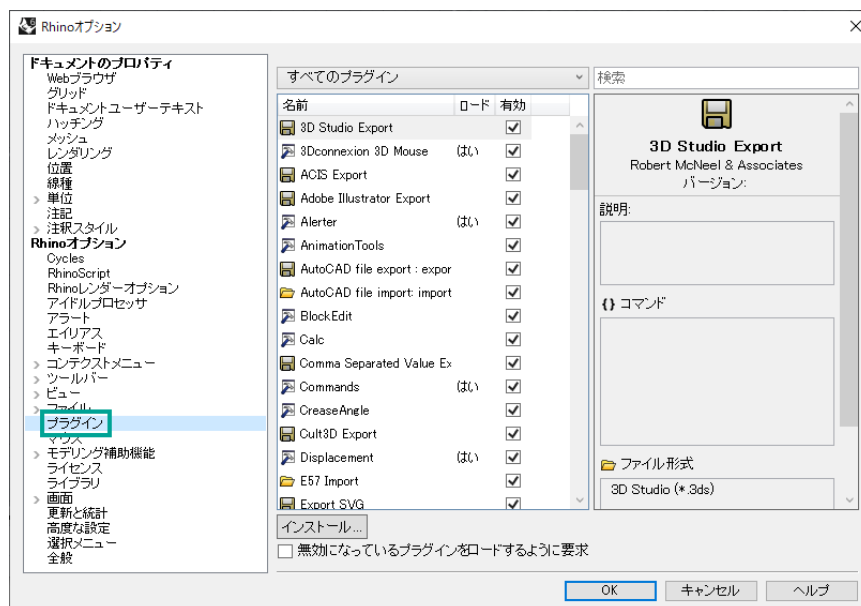 Rhinoオプション
ドキュメントのプロパティ
Webブラウザ
グリッド
ドキュメントユーザーテキスト
ハッチング
メッシュ
レンダリング
位置
線種
単位
注記
注釈スタイル
Rhinoオプション
Cycles
RhinoScript
Rhinoレンダーオプション
アイドルプロセッサ
アラート
エイリアス
キーボード
コンテクストメニュー
ツールバー
ビュー
ファイル
プラグイン
マウス
モデリング補助機能
ライセンス
ライブラリ
画面
更新と統計
高度な設定
選択メニュー
全般
すべてのプラグイン
名前 ロード 有効
3D Studio Export
3Dconnexion 3D Mouse はい
ACIS Export
Adobe Illustrator Export
Alerter はい
AnimationTools
AutoCAD file export : expor
AutoCAD file import: import
BlockEdit
Calc
Comma Separated Value Ex
Commands はい
CreaseAngle
Cult3D Export
Displacement はい
E57 Import
Export SVG
インストール...
無効になっているプラグインをロードするように要求
検索
3D Studio Export
Robert McNeel & Associates
バージョン:
説明:
{} コマンド
ファイル形式
3D Studio (*.3ds)
OK キャンセル ヘルプ